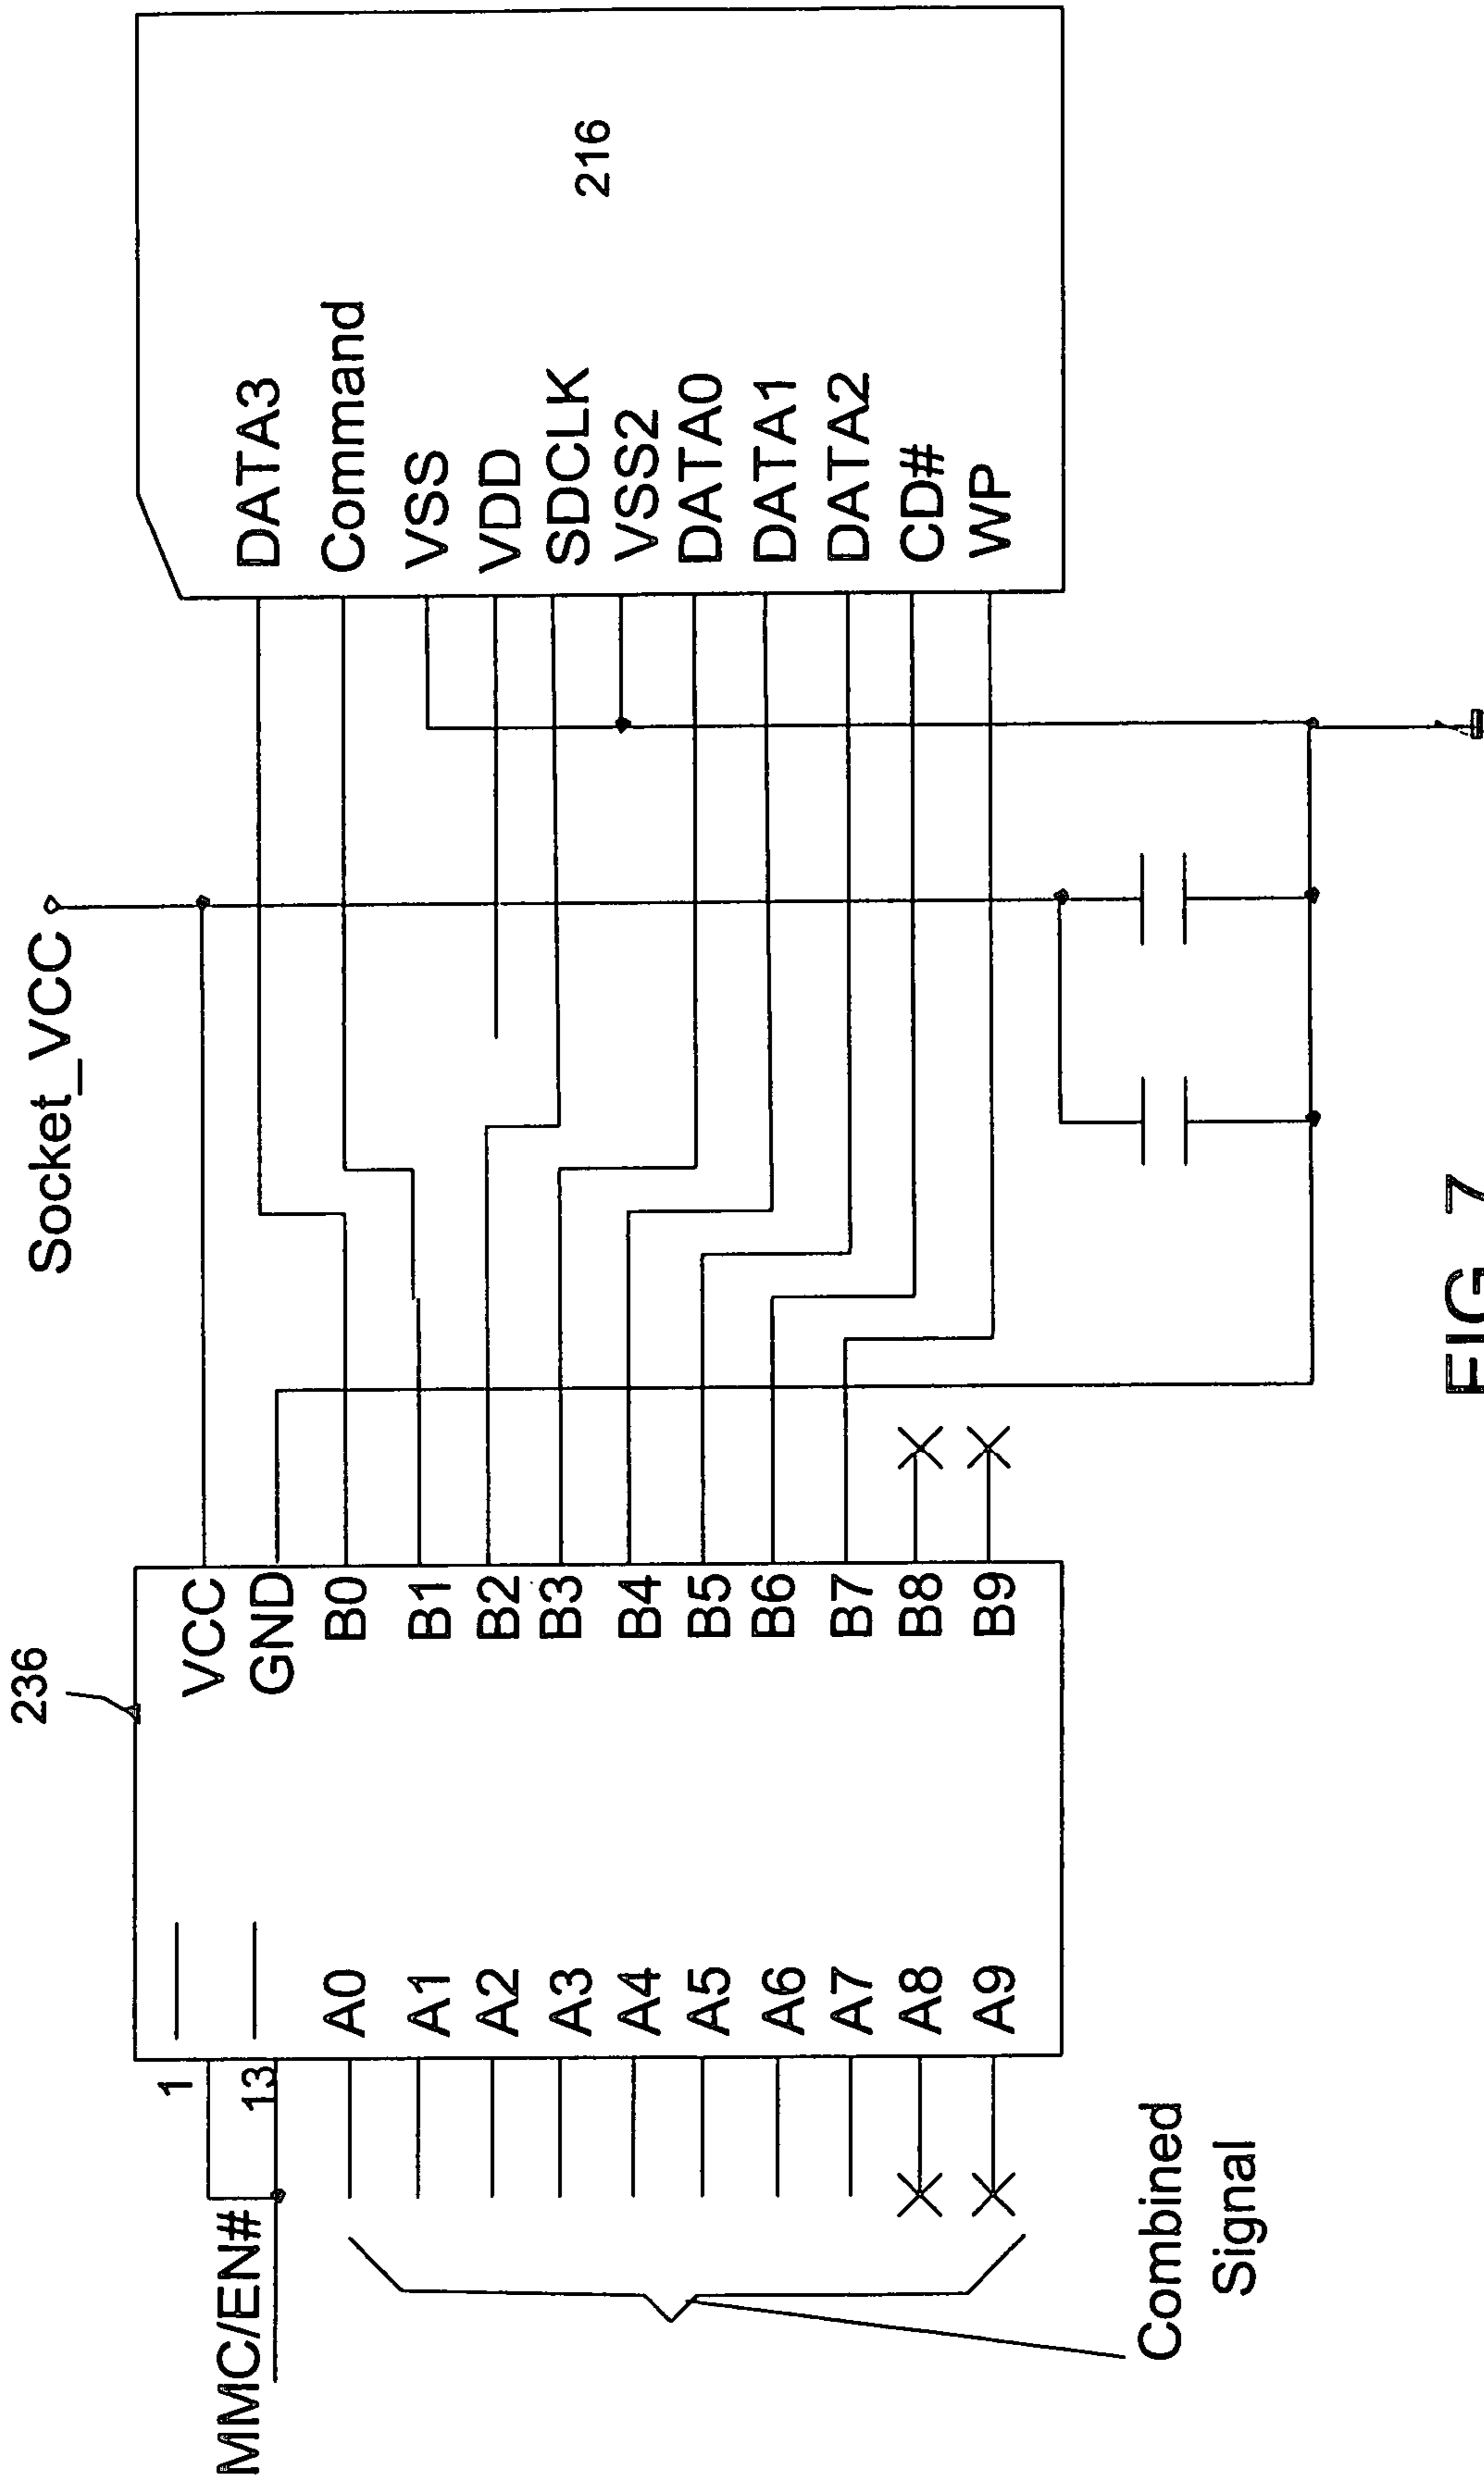 Socket_VCC
236
MMC/EN#
1
13
VCC
GND
A0
A1
A2
A3
A4
A5
A6
A7
A8
A9
B0
B1
B2
B3
B4
B5
B6
B7
B8
B9
DATA3
Command
VSS
VDD
SDCLK
VSS2
DATA0
DATA1
DATA2
CD#
WP
216
Combined
Signal
FIG 7